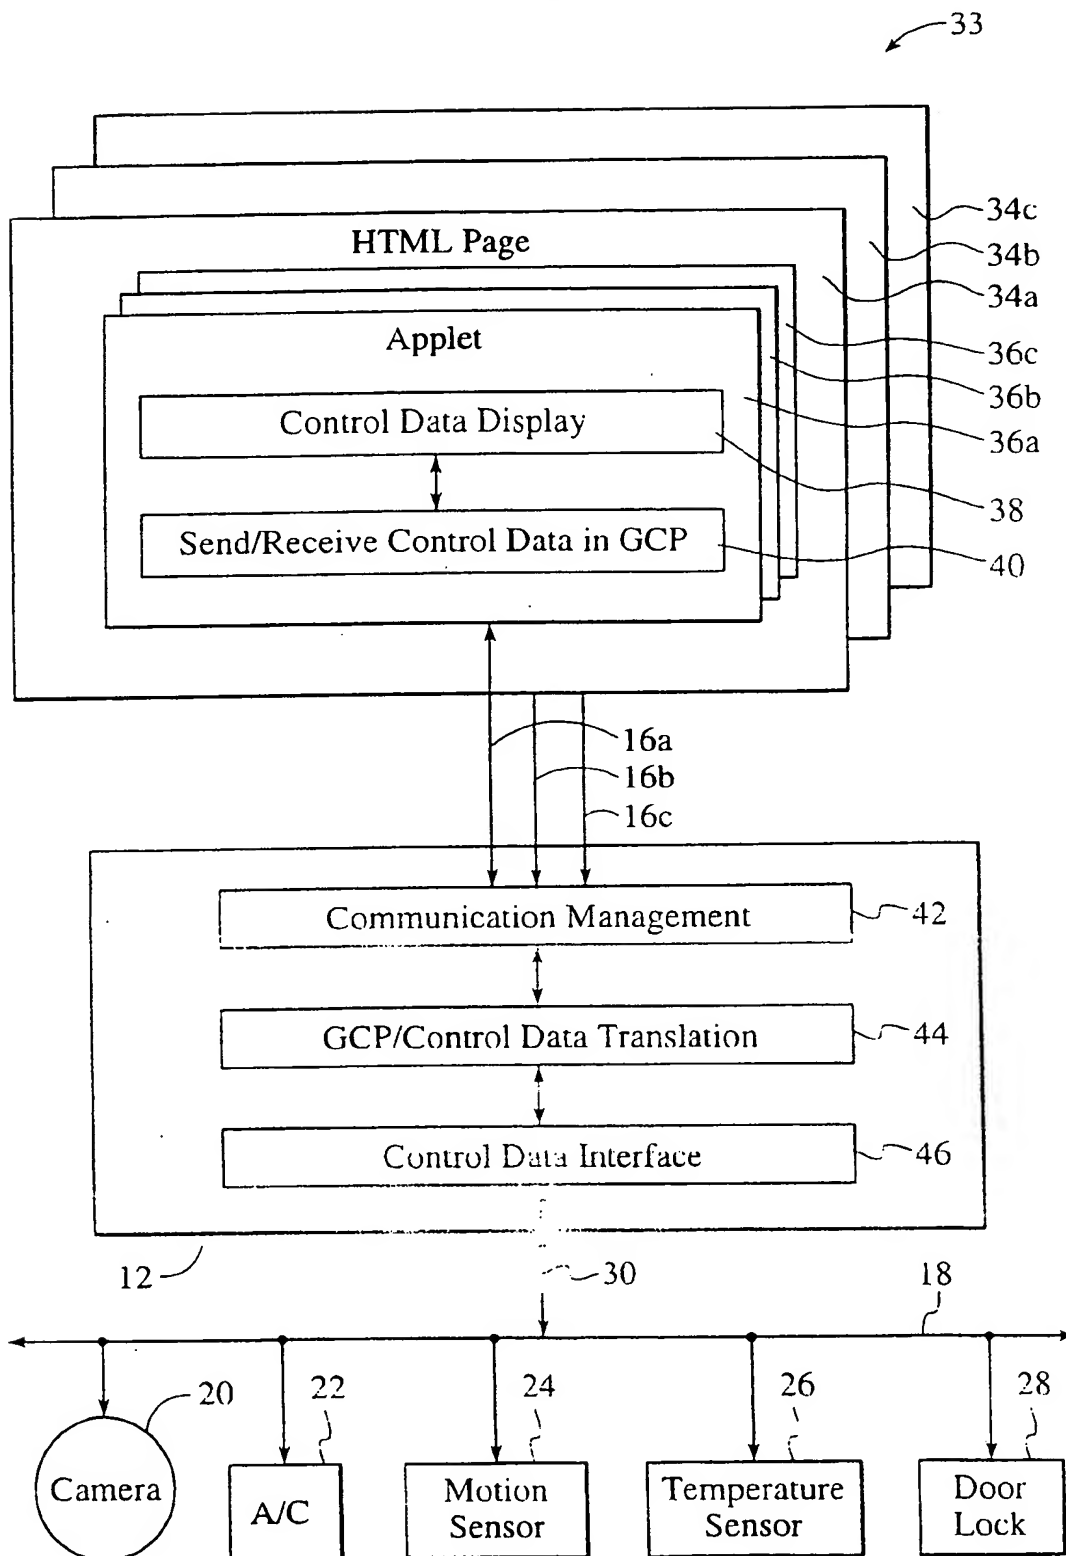 33
HTML Page
34c
34b
34a
Applet
36c
36b
36a
Control Data Display
38
Send/Receive Control Data in GCP
40
16a
16b
16c
Communication Management
42
GCP/Control Data Translation
44
Control Data Interface
46
12
30
18
20
22
24
26
28
Camera
A/C
Motion
Sensor
Temperature
Sensor
Door
Lock